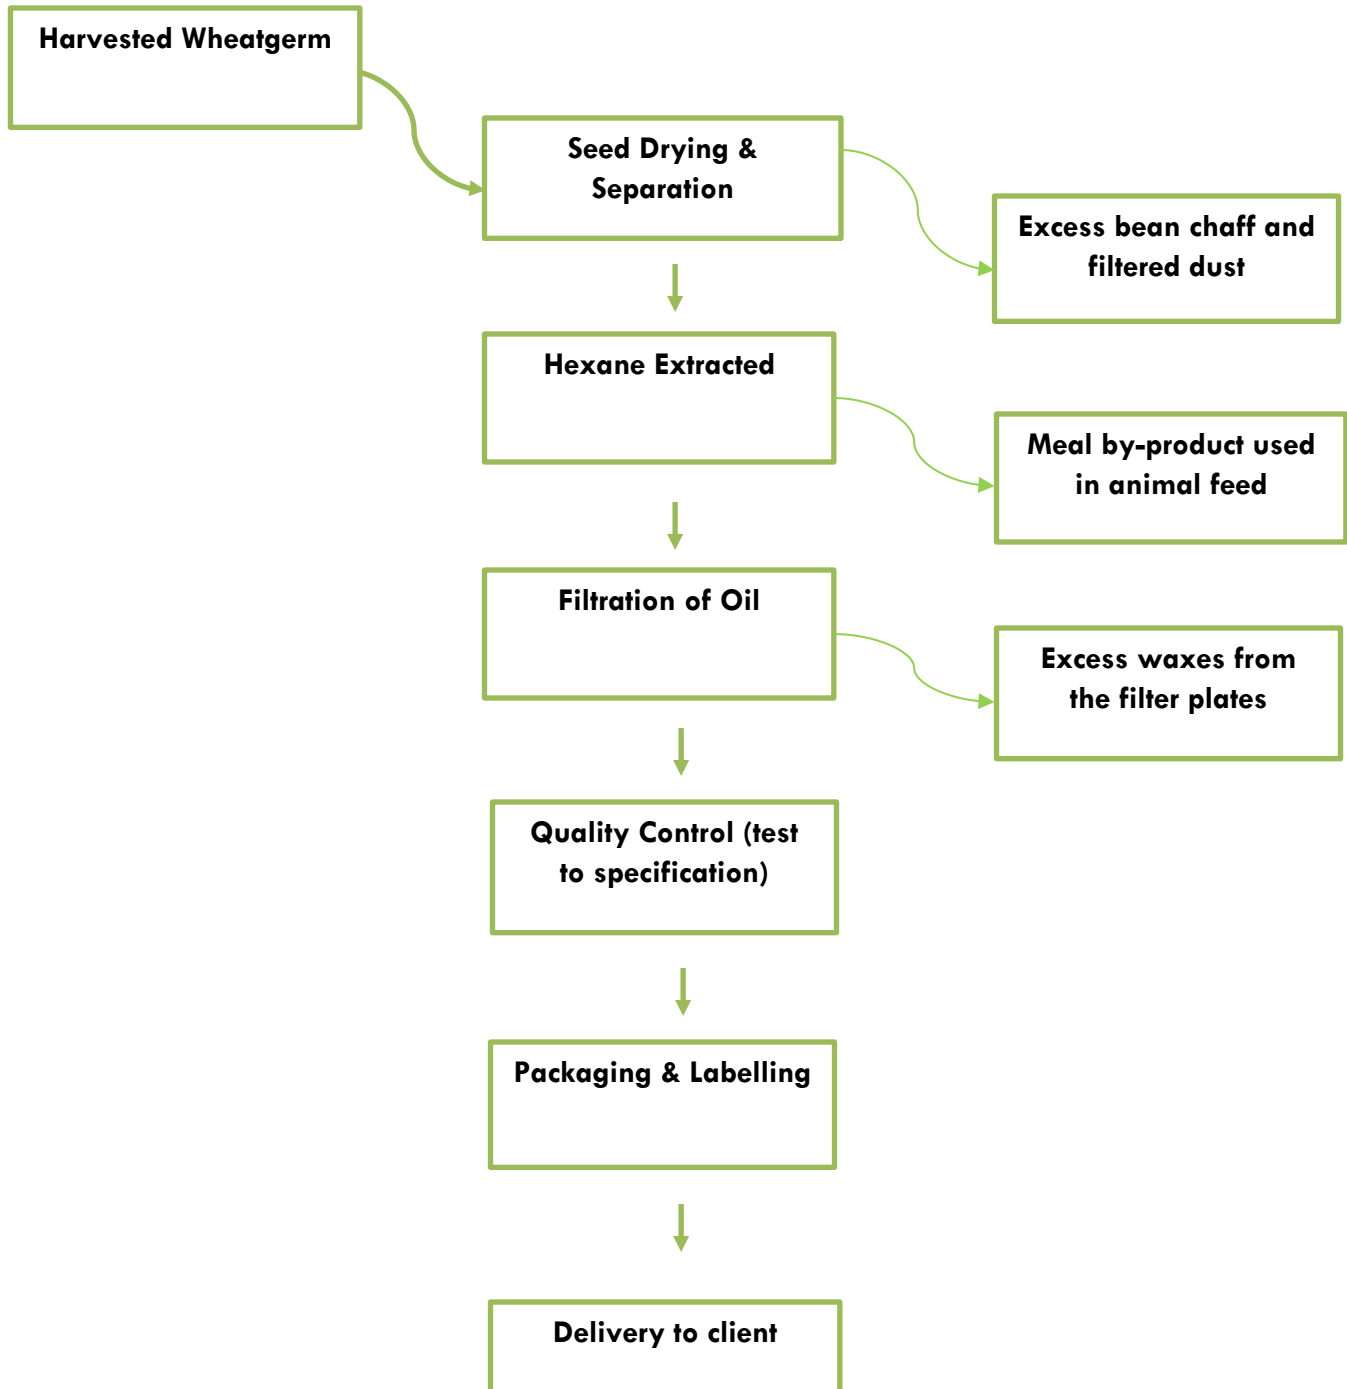 Harvested Wheatgerm
Seed Drying &
Separation
Excess bean chaff and
filtered dust
Hexane Extracted
Meal by-product used
in animal feed
Filtration of Oil
Excess waxes from
the filter plates
Quality Control (test
to specification)
Packaging & Labelling
Delivery to client